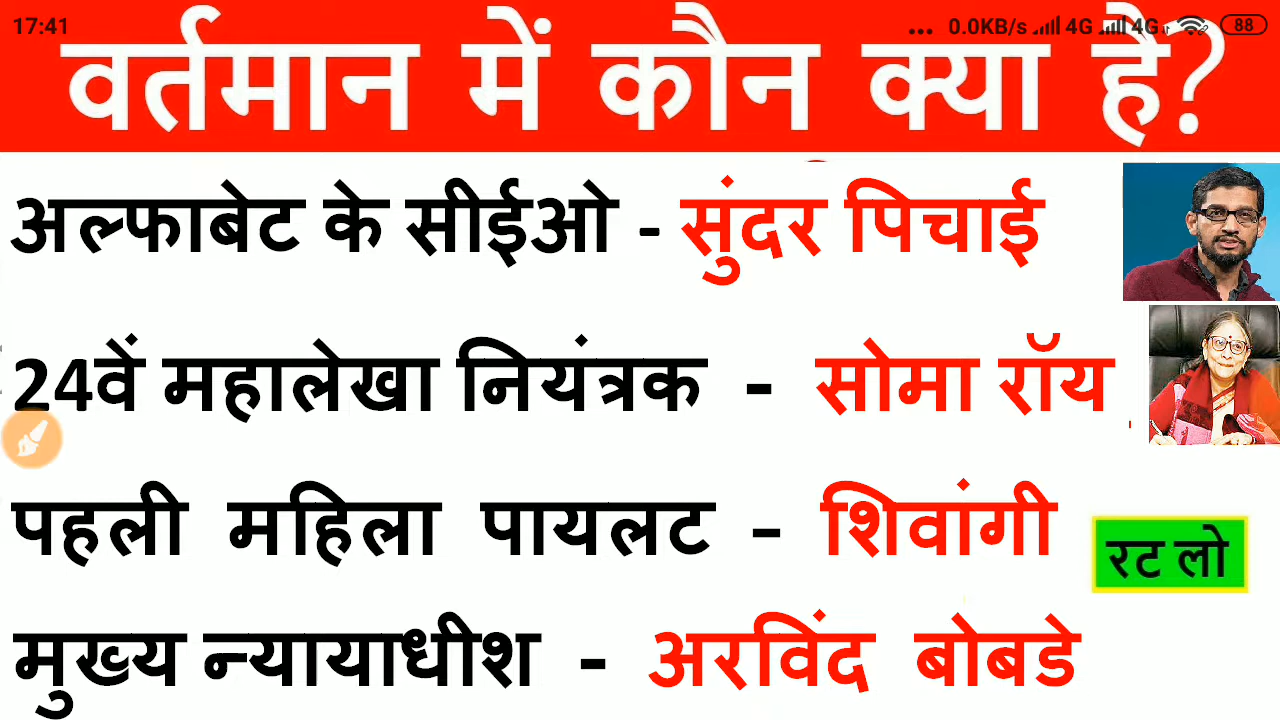 17:41 ... 0.0KB/s 4G 4G 88
वर्तमान में कौन क्या है?
अल्फाबेट के सीईओ - सुंदर पिचाई
24वें महालेखा नियंत्रक - सोमा रॉय
पहली महिला पायलट - शिवांगी
रट लो
मुख्य न्यायाधीश - अरविंद बोबडे